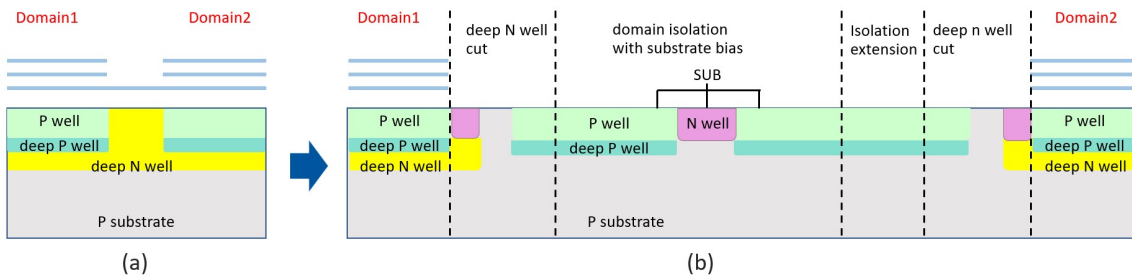 Domain1
Domain2
P well
deep P well
deep N well
P substrate
(a)
Domain1
deep N well
cut
domain isolation
with substrate bias
Isolation
extension
deep n well
cut
Domain2
SUB
P well
deep P well
deep N well
P well
N well
deep P well
P well
deep P well
deep N well
P substrate
(b)